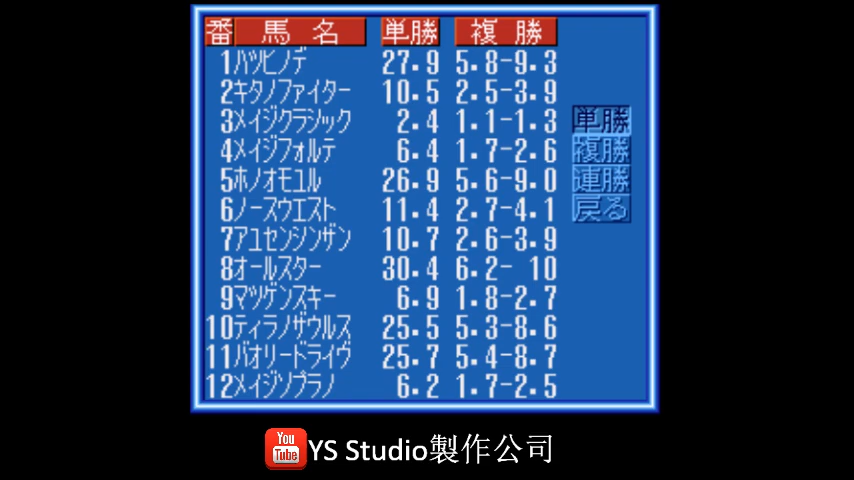 番 馬 名 単勝 複 勝
1ハツヒノデ 27.9 5.8-9.3
2キタノファイター 10.5 2.5-3.9
3メイジクラシック 2.4 1.1-1.3 単勝
4メイジフォルテ 6.4 1.7-2.6 複勝
5ホノオモユル 26.9 5.6-9.0 連勝
6ノースウエスト 11.4 2.7-4.1 戻る
7アユセンジンザン 10.7 2.6-3.9
8オールスター 30.4 6.2- 10
9マツゲンスキー 6.9 1.8-2.7
10ティラノザウルス 25.5 5.3-8.6
11バオリードライヴ 25.7 5.4-8.7
12メイジソプラノ 6.2 1.7-2.5
You Tube YS Studio製作公司